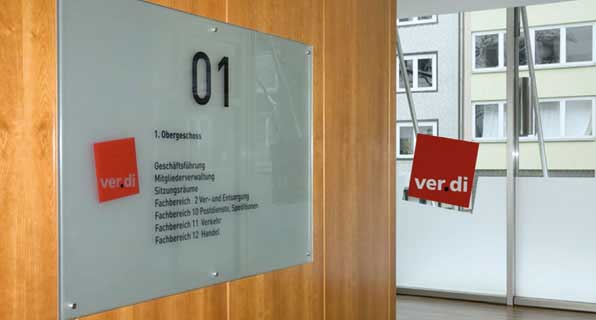 01
1. Obergeschoss
Geschäftsführung
Mitgliederverwaltung
Sitzungsräume
Fachbereich 2 Ver- und Entsorgung
Fachbereich 10 Postdienste, Speditionen
Fachbereich 11 Verkehr
Fachbereich 12 Handel
ver.di
ver.di